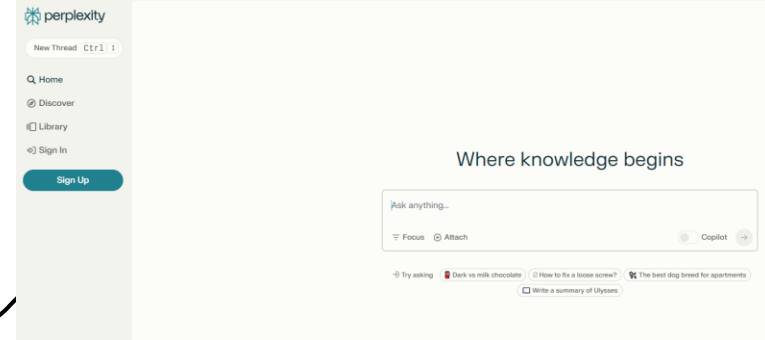 perplexity
New Thread Ctrl I
Home
Discover
Library
Sign In
Sign Up
Where knowledge begins
Ask anything...
Focus Attach Copilot
Try asking Dark vs milk chocolate How to fix a loose screw? The best dog breed for apartments
Write a summary of Ulysses